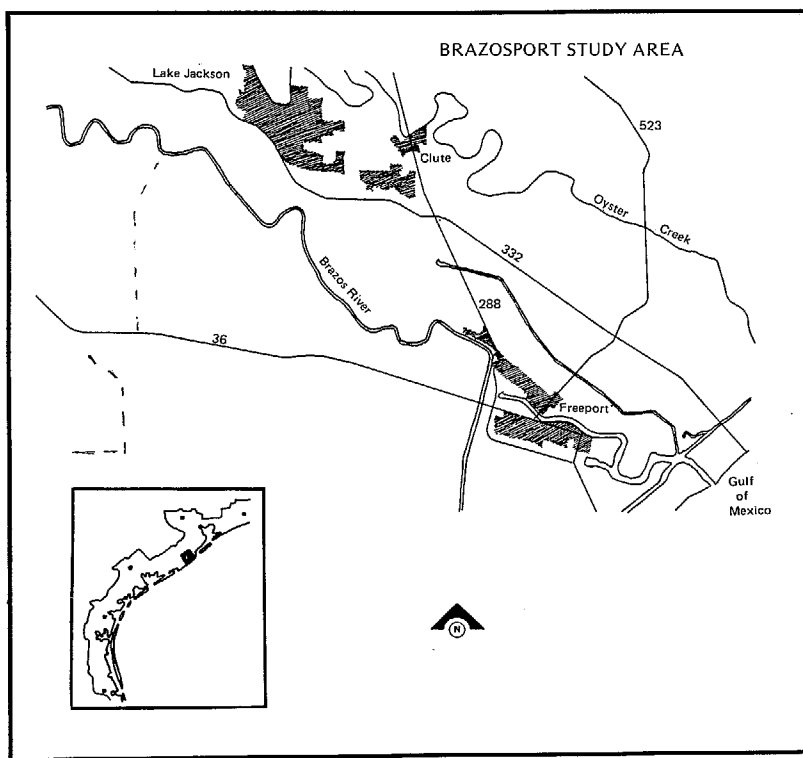 BRAZOSPORT STUDY AREA
Lake Jackson
523
Clute
Oyster
Creek
332
Brazos River
288
36
Freeport
Gulf
of
Mexico
N